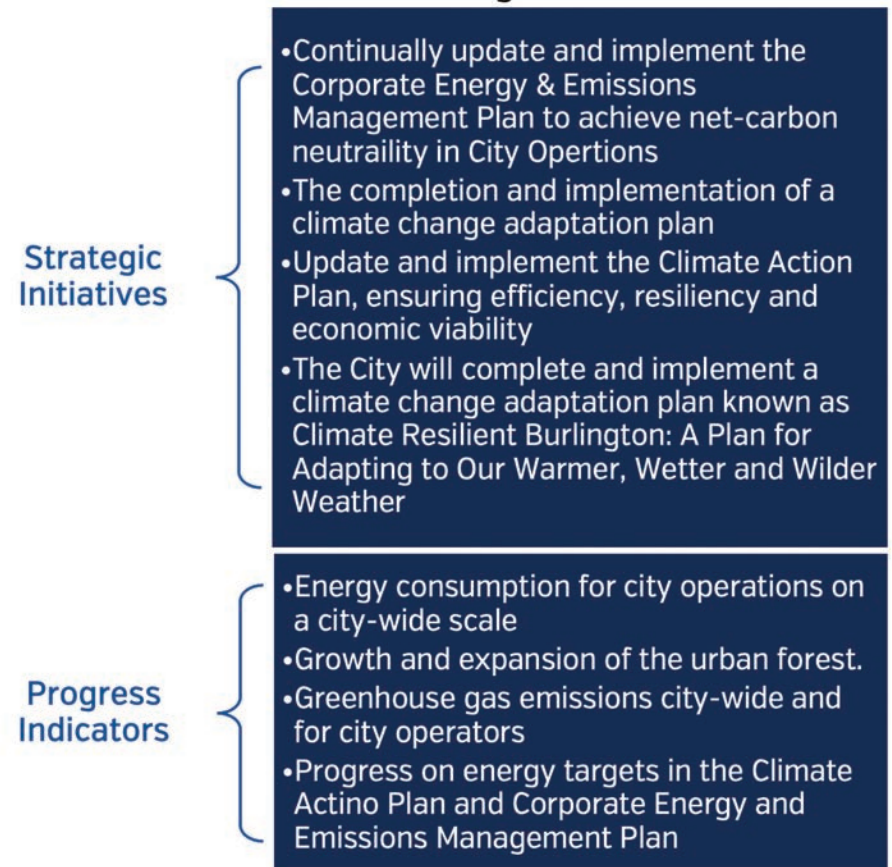 Strategic
Initiatives
•Continually update and implement the
Corporate Energy & Emissions
Management Plan to achieve net-carbon
neutraility in City Opertions
•The completion and implementation of a
climate change adaptation plan
•Update and implement the Climate Action
Plan, ensuring efficiency, resiliency and
economic viability
•The City will complete and implement a
climate change adaptation plan known as
Climate Resilient Burlington: A Plan for
Adapting to Our Warmer, Wetter and Wilder
Weather
Progress
Indicators
•Energy consumption for city operations on
a city-wide scale
•Growth and expansion of the urban forest.
•Greenhouse gas emissions city-wide and
for city operators
•Progress on energy targets in the Climate
Actino Plan and Corporate Energy and
Emissions Management Plan